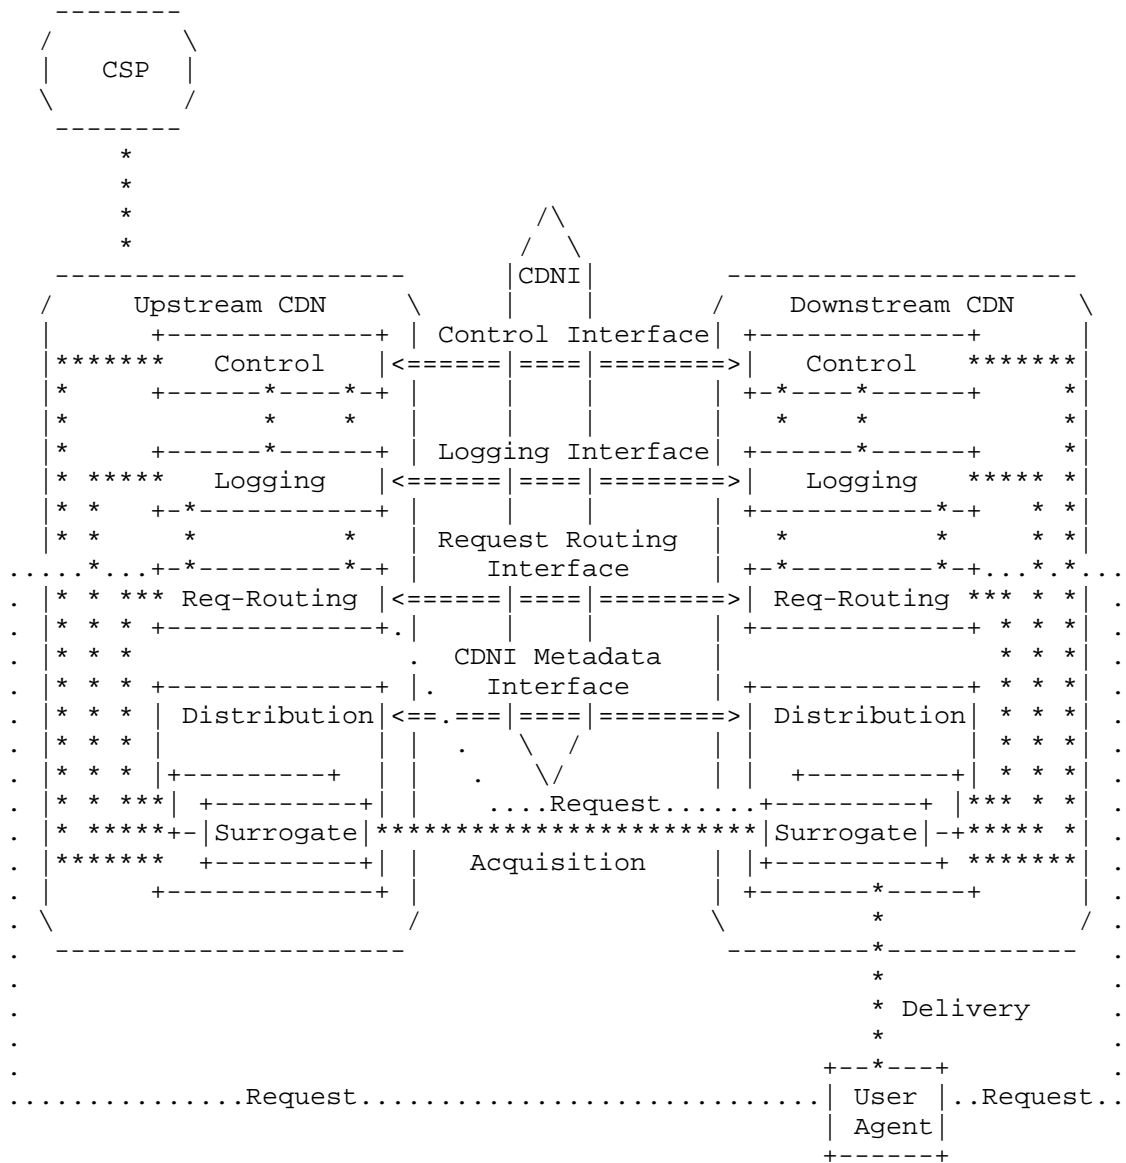 CSP
CDNI
Upstream CDN Downstream CDN
Control Interface
Control Control
Logging Interface
Logging Logging
Request Routing
Interface
Req-Routing Req-Routing
CDNI Metadata
Interface
Distribution Distribution
Request
Surrogate Surrogate
Acquisition
Delivery
Request User Request
Agent